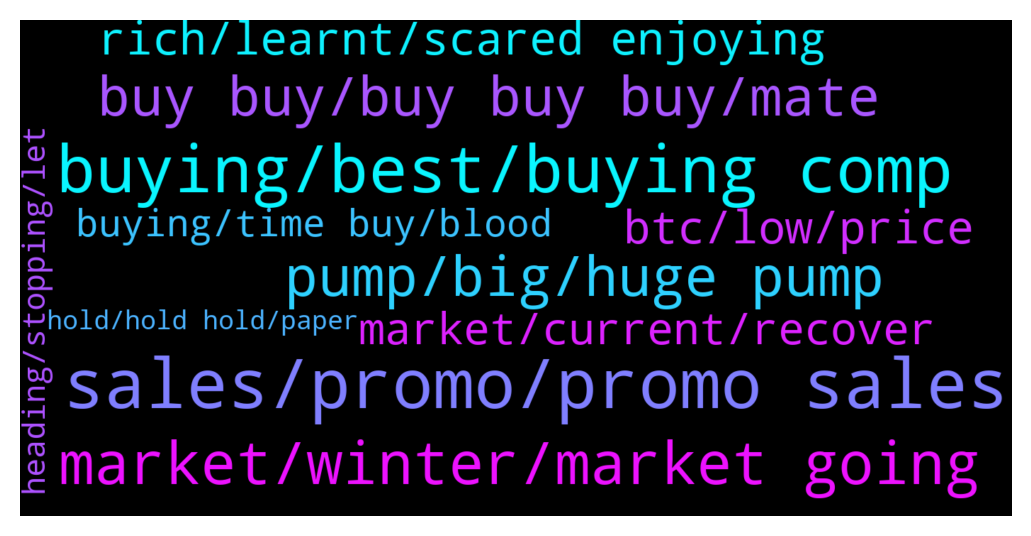 rich/learnt/scared enjoying
buy buy/buy buy buy/mate
buying/best/buying comp
buying/time buy/blood
btc/low/price
pump/big/huge pump
hold/hold hold/paper
market/current/recover
sales/promo/promo sales
market/winter/market going
heading/stopping/let